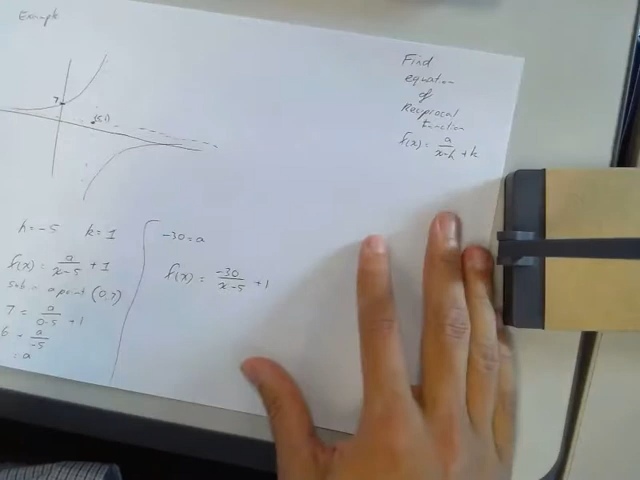 Example
Find
equation
of
Reciprocal
function
f(x) = a/(x-h) + k
7
(5,1)
h = -5 k = 1
f(x) = a/(x-5) + 1
sub in a point (0,7)
7 = a/(0-5) + 1
6 = a/-5
= a
-30 = a
f(x) = -30/(x-5) + 1